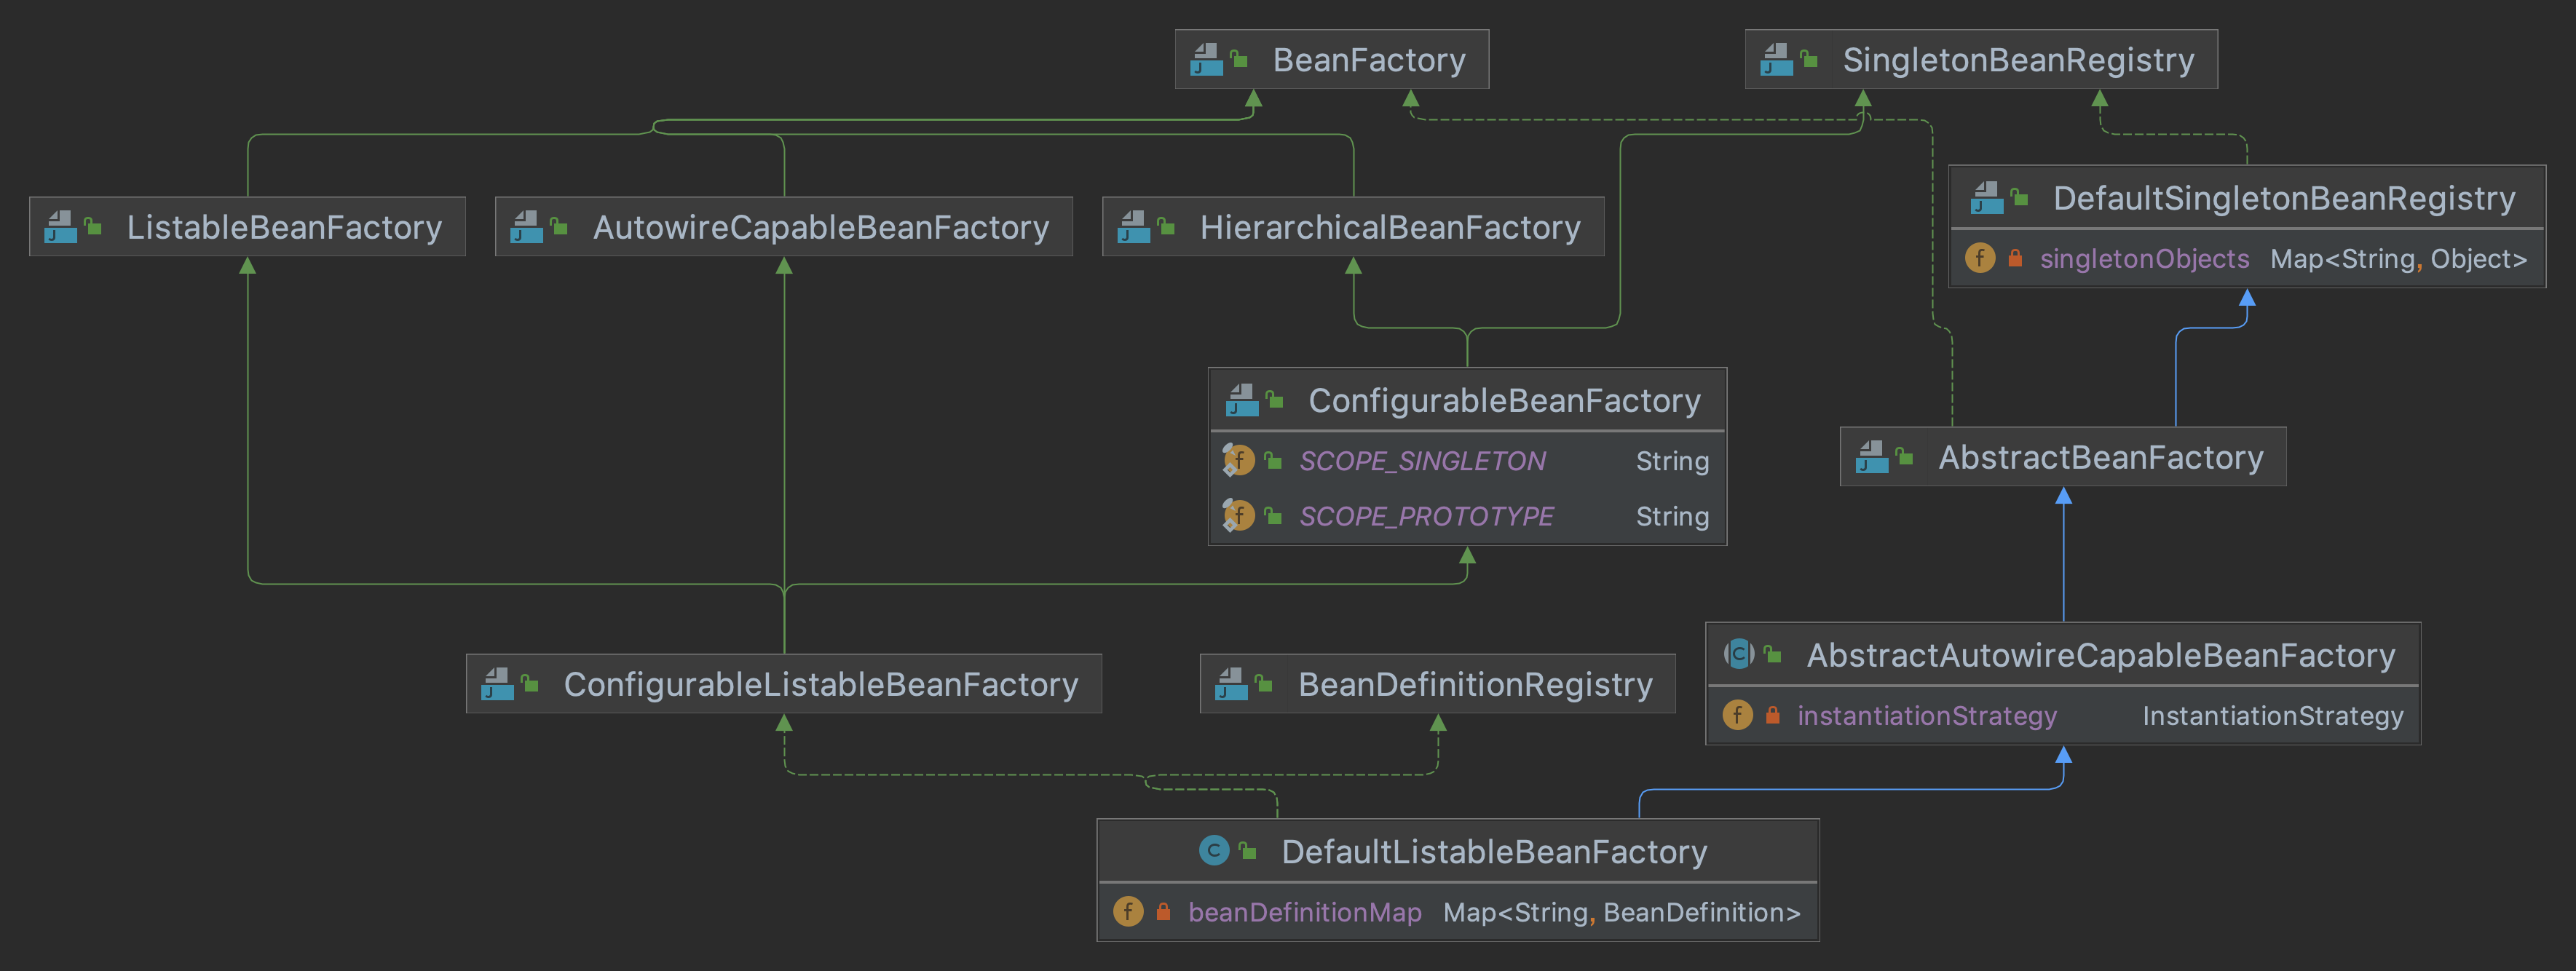 BeanFactory
SingletonBeanRegistry
DefaultSingletonBeanRegistry
singletonObjects Map<String, Object>
ListableBeanFactory
AutowireCapableBeanFactory
HierarchicalBeanFactory
ConfigurableBeanFactory
SCOPE_SINGLETON String
SCOPE_PROTOTYPE String
AbstractBeanFactory
AbstractAutowireCapableBeanFactory
instantiationStrategy InstantiationStrategy
ConfigurableListableBeanFactory
BeanDefinitionRegistry
DefaultListableBeanFactory
beanDefinitionMap Map<String, BeanDefinition>